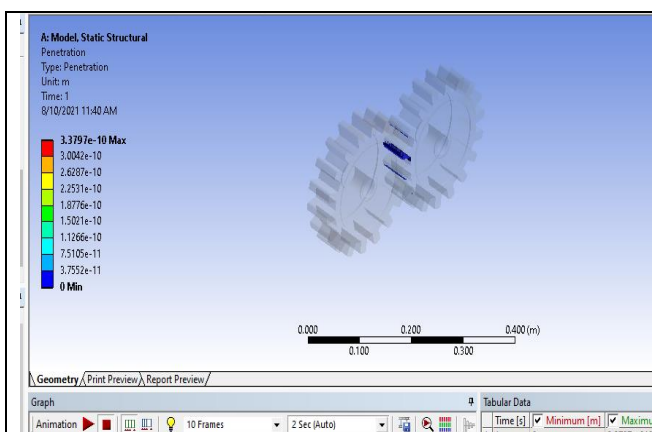 A: Model, Static Structural
Penetration
Type: Penetration
Unit: m
Time: 1
8/10/2021 11:40 AM
3.3797e-10 Max
3.0042e-10
2.6287e-10
2.2531e-10
1.8776e-10
1.5021e-10
1.1266e-10
7.5105e-11
3.7552e-11
0 Min
0.000 0.200 0.400 (m)
0.100 0.300
Geometry Print Preview Report Preview
Graph Tabular Data
Animation 10 Frames 2 Sec (Auto) Time [s] Minimum [m]